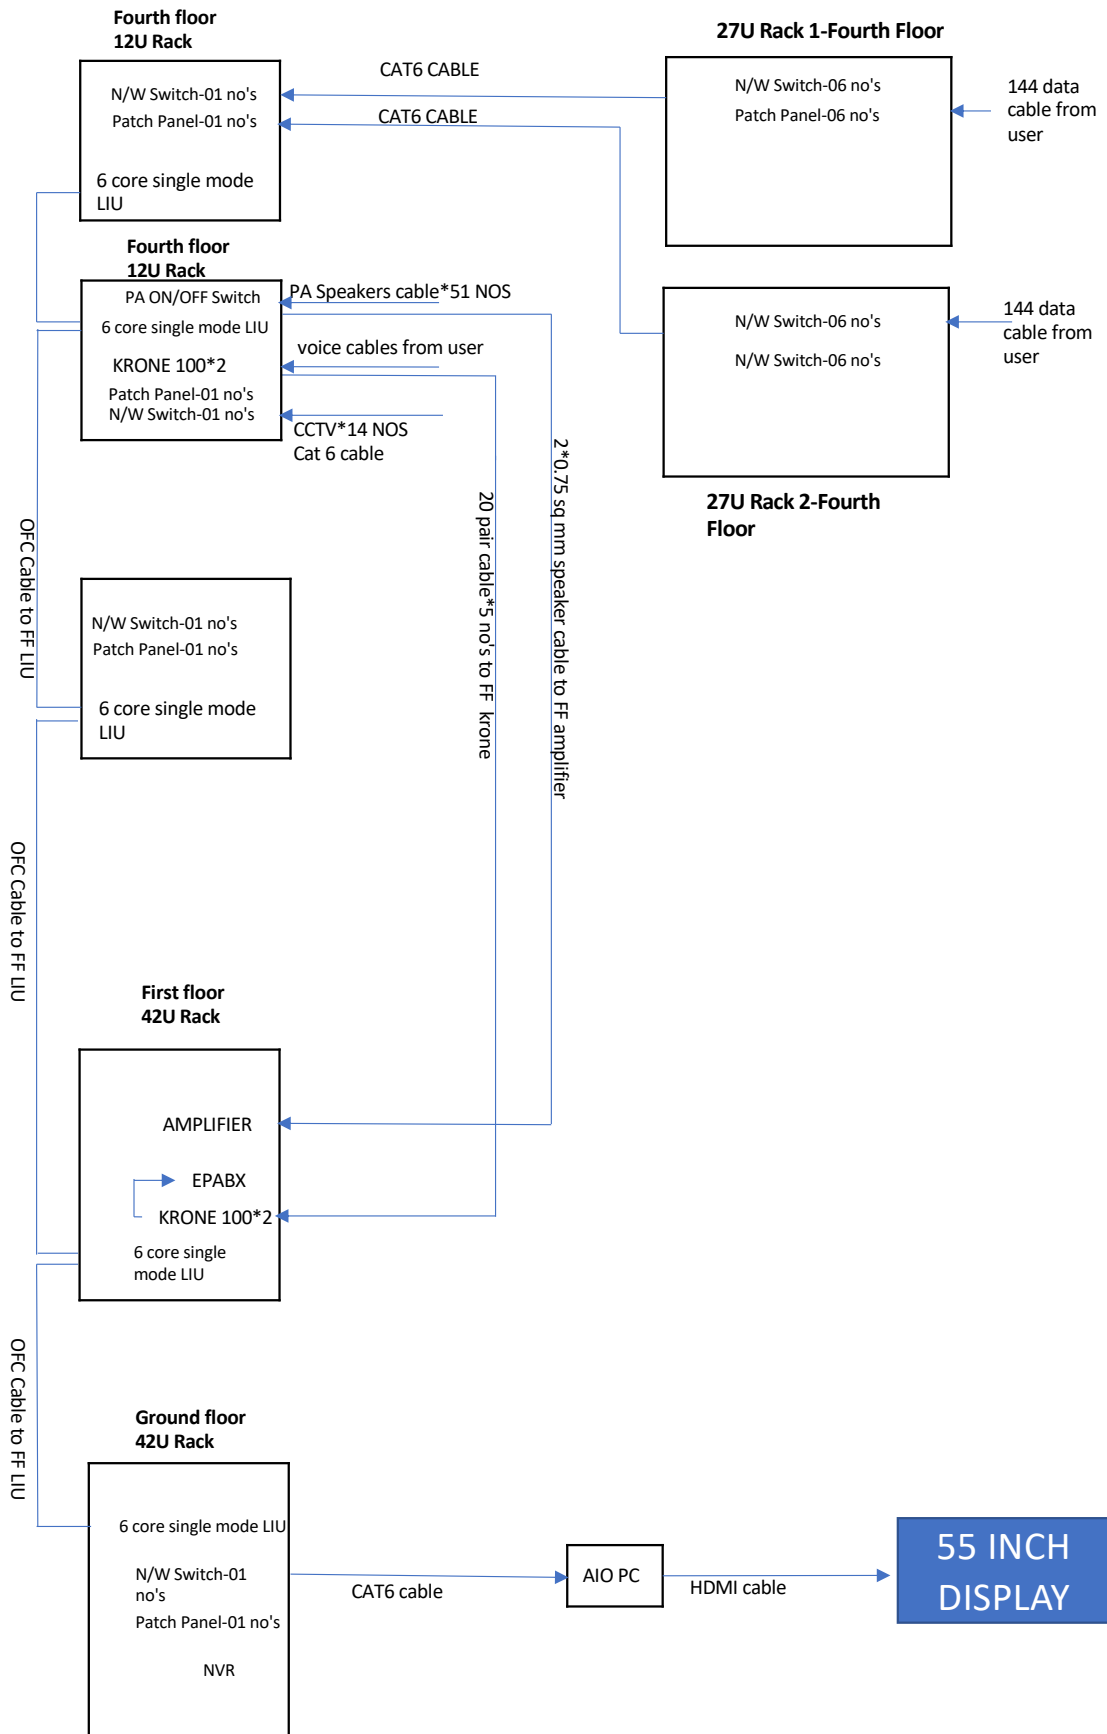 Fourth floor
12U Rack
N/W Switch-01 no's
Patch Panel-01 no's
6 core single mode
LIU
CAT6 CABLE
CAT6 CABLE
27U Rack 1-Fourth Floor
N/W Switch-06 no's
Patch Panel-06 no's
144 data
cable from
user
Fourth floor
12U Rack
PA ON/OFF Switch
6 core single mode LIU
KRONE 100*2
Patch Panel-01 no's
N/W Switch-01 no's
PA Speakers cable*51 NOS
voice cables from user
CCTV*14 NOS
Cat 6 cable
N/W Switch-06 no's
N/W Switch-06 no's
144 data
cable from
user
27U Rack 2-Fourth
Floor
OFC Cable to FF LIU
20 pair cable*5 no's to FF krone
2*0.75 sq mm speaker cable to FF amplifier
N/W Switch-01 no's
Patch Panel-01 no's
6 core single mode
LIU
OFC Cable to FF LIU
First floor
42U Rack
AMPLIFIER
EPABX
KRONE 100*2
6 core single
mode LIU
OFC Cable to FF LIU
Ground floor
42U Rack
6 core single mode LIU
N/W Switch-01
no's
Patch Panel-01 no's
NVR
CAT6 cable
AIO PC
HDMI cable
55 INCH
DISPLAY